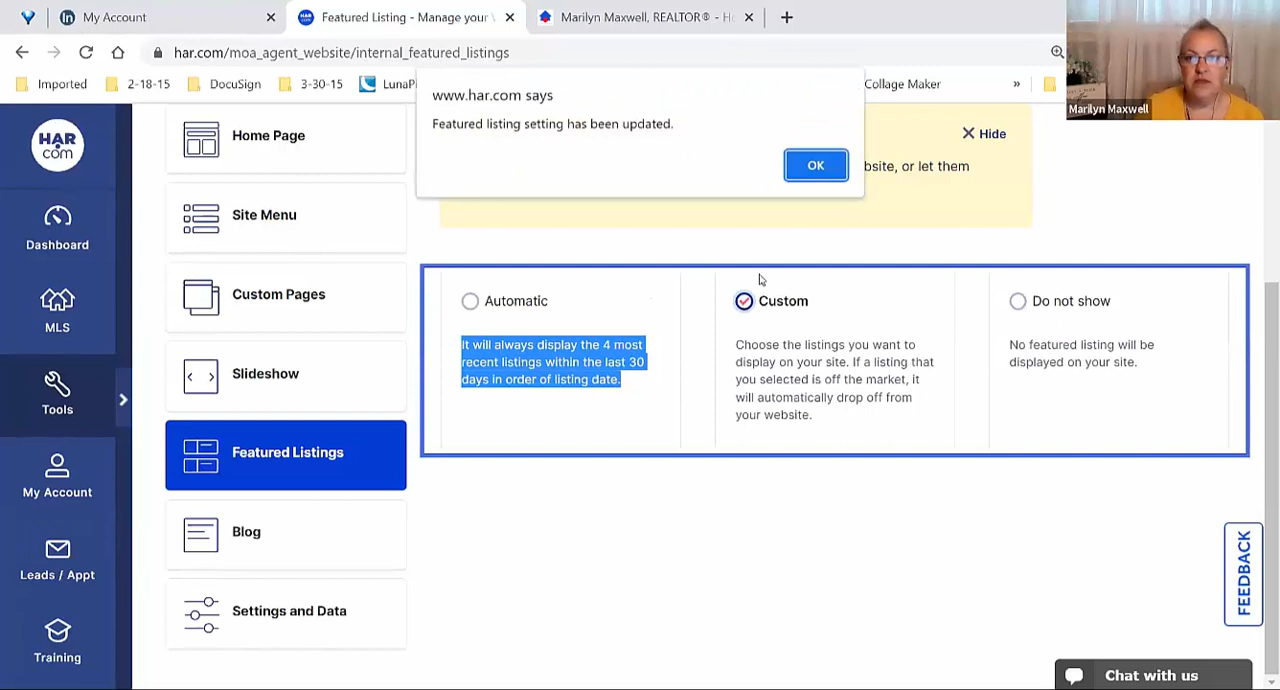 My Account
Featured Listing - Manage your
Marilyn Maxwell, REALTOR® - H
har.com/moa_agent_website/internal_featured_listings
Imported
2-18-15
DocuSign
3-30-15
LunaP
Collage Maker
»
Marilyn Maxwell
www.har.com says
Featured listing setting has been updated.
OK
Hide
bsite, or let them
HAR
com
Dashboard
MLS
Tools
My Account
Leads / Appt
Training
Home Page
Site Menu
Custom Pages
Slideshow
Featured Listings
Blog
Settings and Data
Automatic
It will always display the 4 most
recent listings within the last 30
days in order of listing date.
Custom
Choose the listings you want to
display on your site. If a listing that
you selected is off the market, it
will automatically drop off from
your website.
Do not show
No featured listing will be
displayed on your site.
FEEDBACK
Chat with us